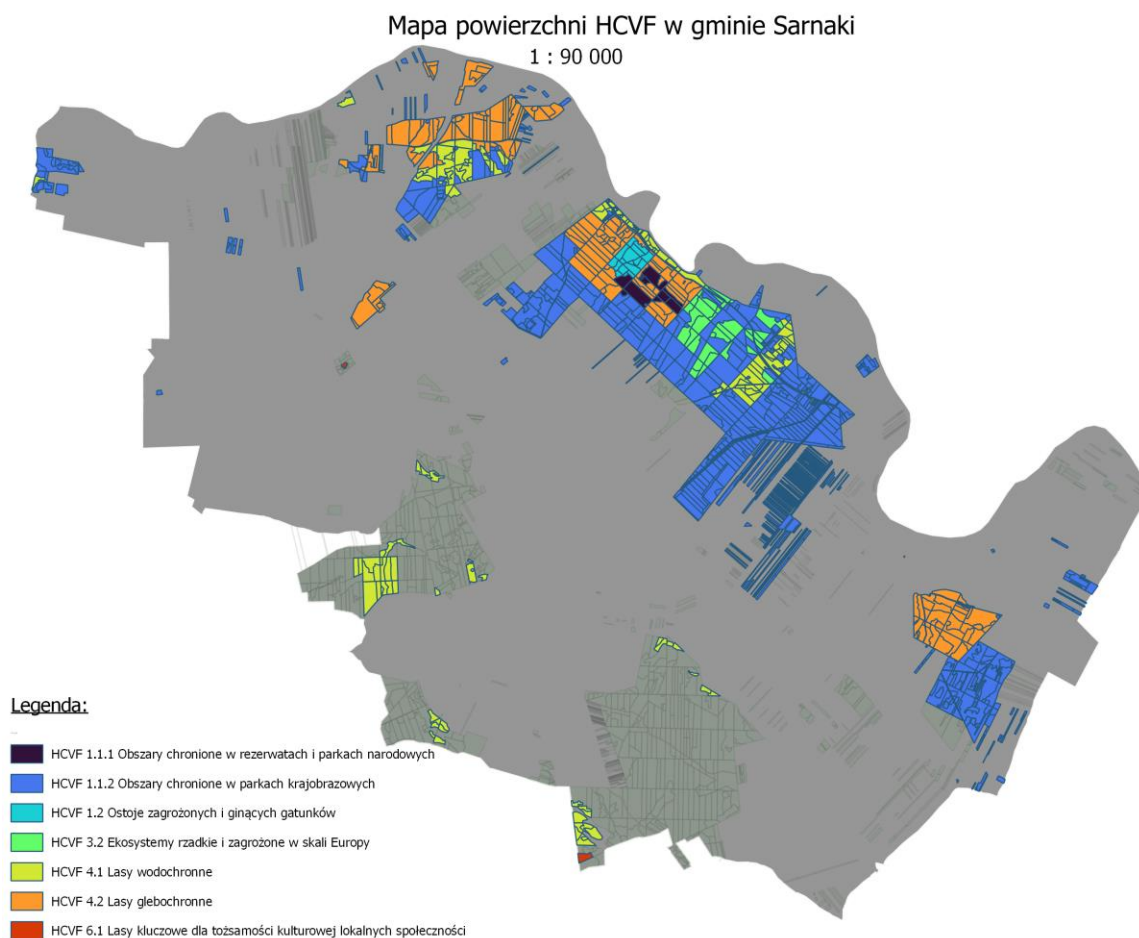 Mapa powierzchni HCVF w gminie Sarnaki
1 : 90 000
Legenda:
HCVF 1.1.1 Obszary chronione w rezerwatach i parkach narodowych
HCVF 1.1.2 Obszary chronione w parkach krajobrazowych
HCVF 1.2 Ostoje zagrożonych i ginących gatunków
HCVF 3.2 Ekosystemy rzadkie i zagrożone w skali Europy
HCVF 4.1 Lasy wodochronne
HCVF 4.2 Lasy glebochronne
HCVF 6.1 Lasy kluczowe dla tożsamości kulturowej lokalnych społeczności